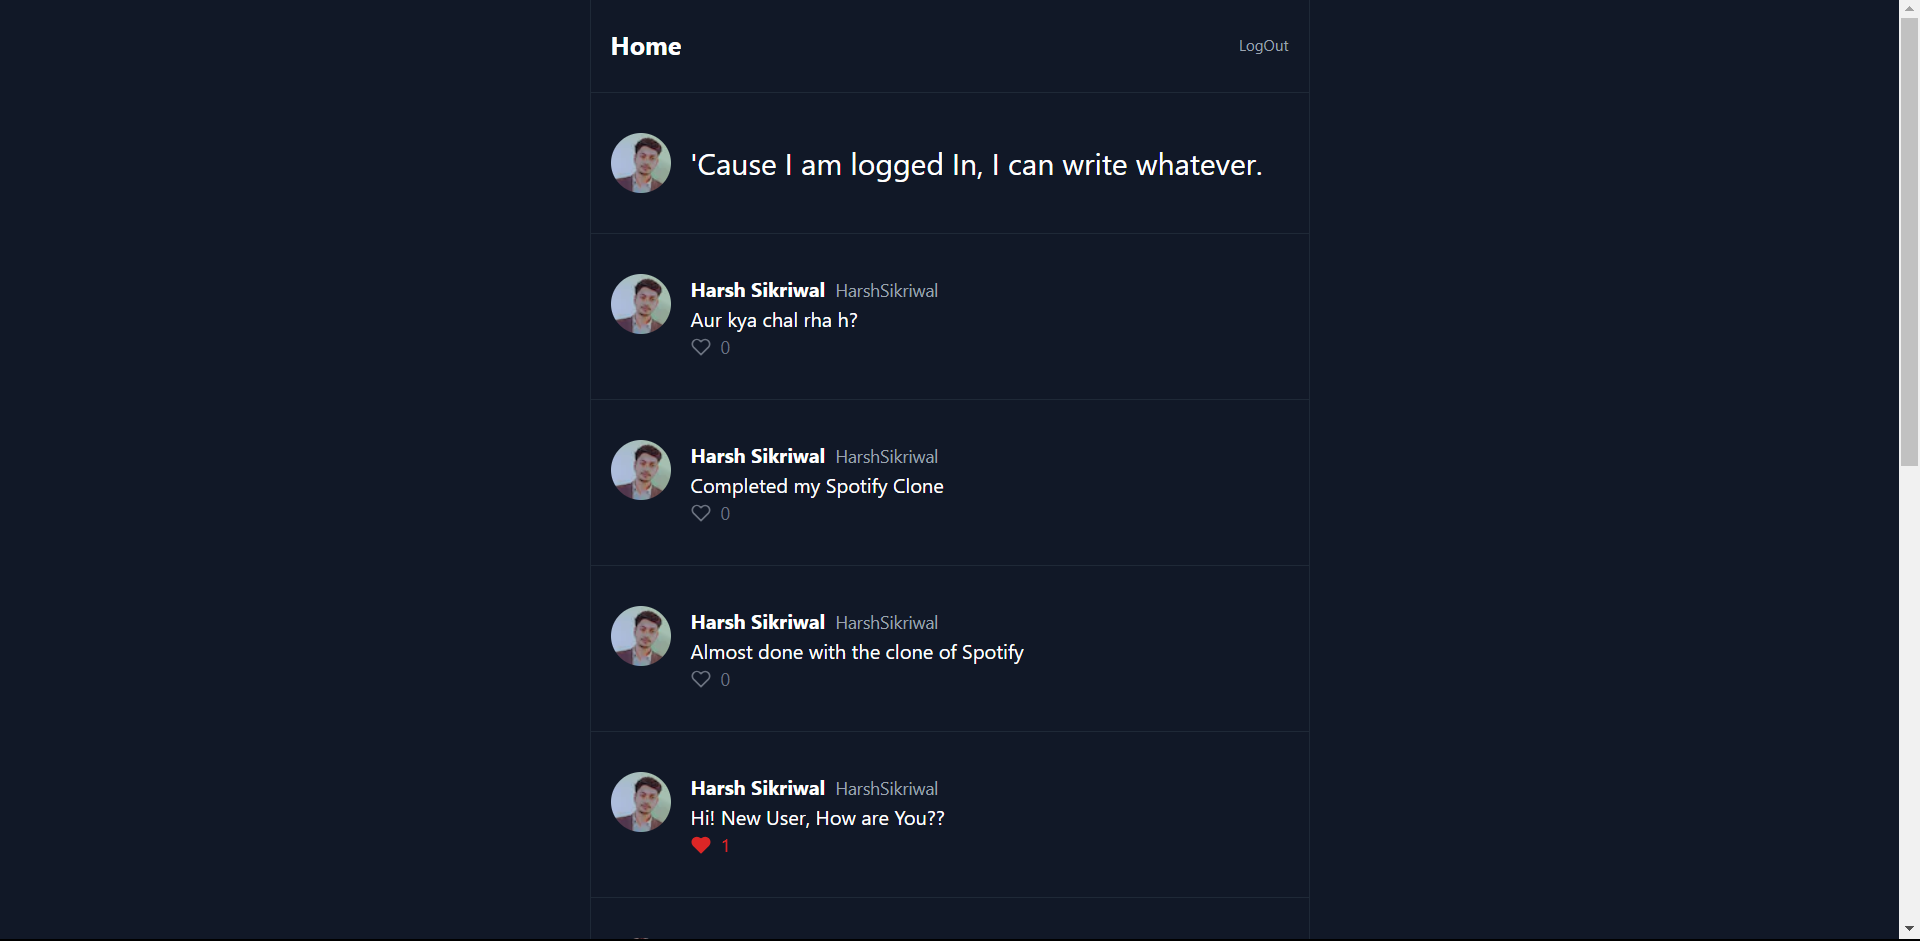 Home
LogOut
'Cause I am logged In, I can write whatever.
Harsh Sikriwal HarshSikriwal
Aur kya chal rha h?
0
Harsh Sikriwal HarshSikriwal
Completed my Spotify Clone
0
Harsh Sikriwal HarshSikriwal
Almost done with the clone of Spotify
0
Harsh Sikriwal HarshSikriwal
Hi! New User, How are You??
1